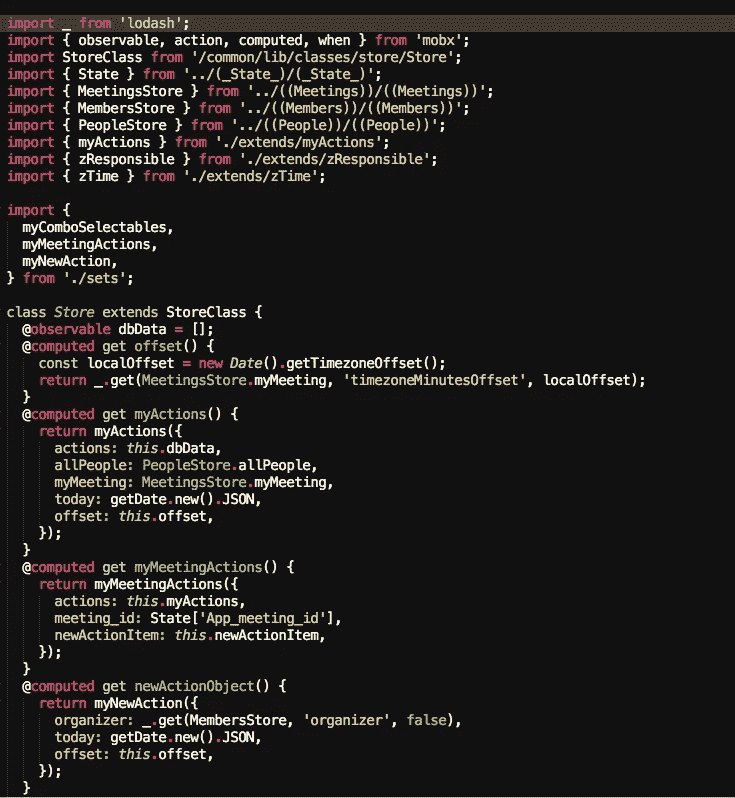 import _ from 'lodash';
import { observable, action, computed, when } from 'mobx';
import StoreClass from '/common/lib/classes/store/Store';
import { State } from '../(_State_)/(_State_)';
import { MeetingsStore } from '../((Meetings))/((Meetings))';
import { MembersStore } from '../((Members))/((Members))';
import { PeopleStore } from '../((People))/((People))';
import { myActions } from './extends/myActions';
import { zResponsible } from './extends/zResponsible';
import { zTime } from './extends/zTime';
import {
myComboSelectables,
myMeetingActions,
myNewAction,
} from './sets';
class Store extends StoreClass {
@observable dbData = [];
@computed get offset() {
const localOffset = new Date().getTimezoneOffset();
return _.get(MeetingsStore.myMeeting, 'timezoneMinutesOffset', localOffset);
}
@computed get myActions() {
return myActions({
actions: this.dbData,
allPeople: PeopleStore.allPeople,
myMeeting: MeetingsStore.myMeeting,
today: getDate.new().JSON,
offset: this.offset,
});
}
@computed get myMeetingActions() {
return myMeetingActions({
actions: this.myActions,
meeting_id: State['App_meeting_id'],
newActionItem: this.newActionItem,
});
}
@computed get newActionObject() {
return myNewAction({
organizer: _.get(MembersStore, 'organizer', false),
today: getDate.new().JSON,
offset: this.offset,
});
}